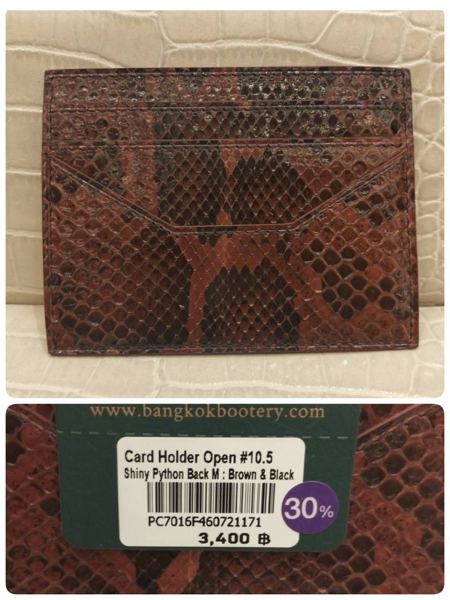 www.bangkokbootery.com
Card Holder Open #10.5
Shiny Python Back M : Brown & Black
30%
PC7016F460721171
3,400 ฿